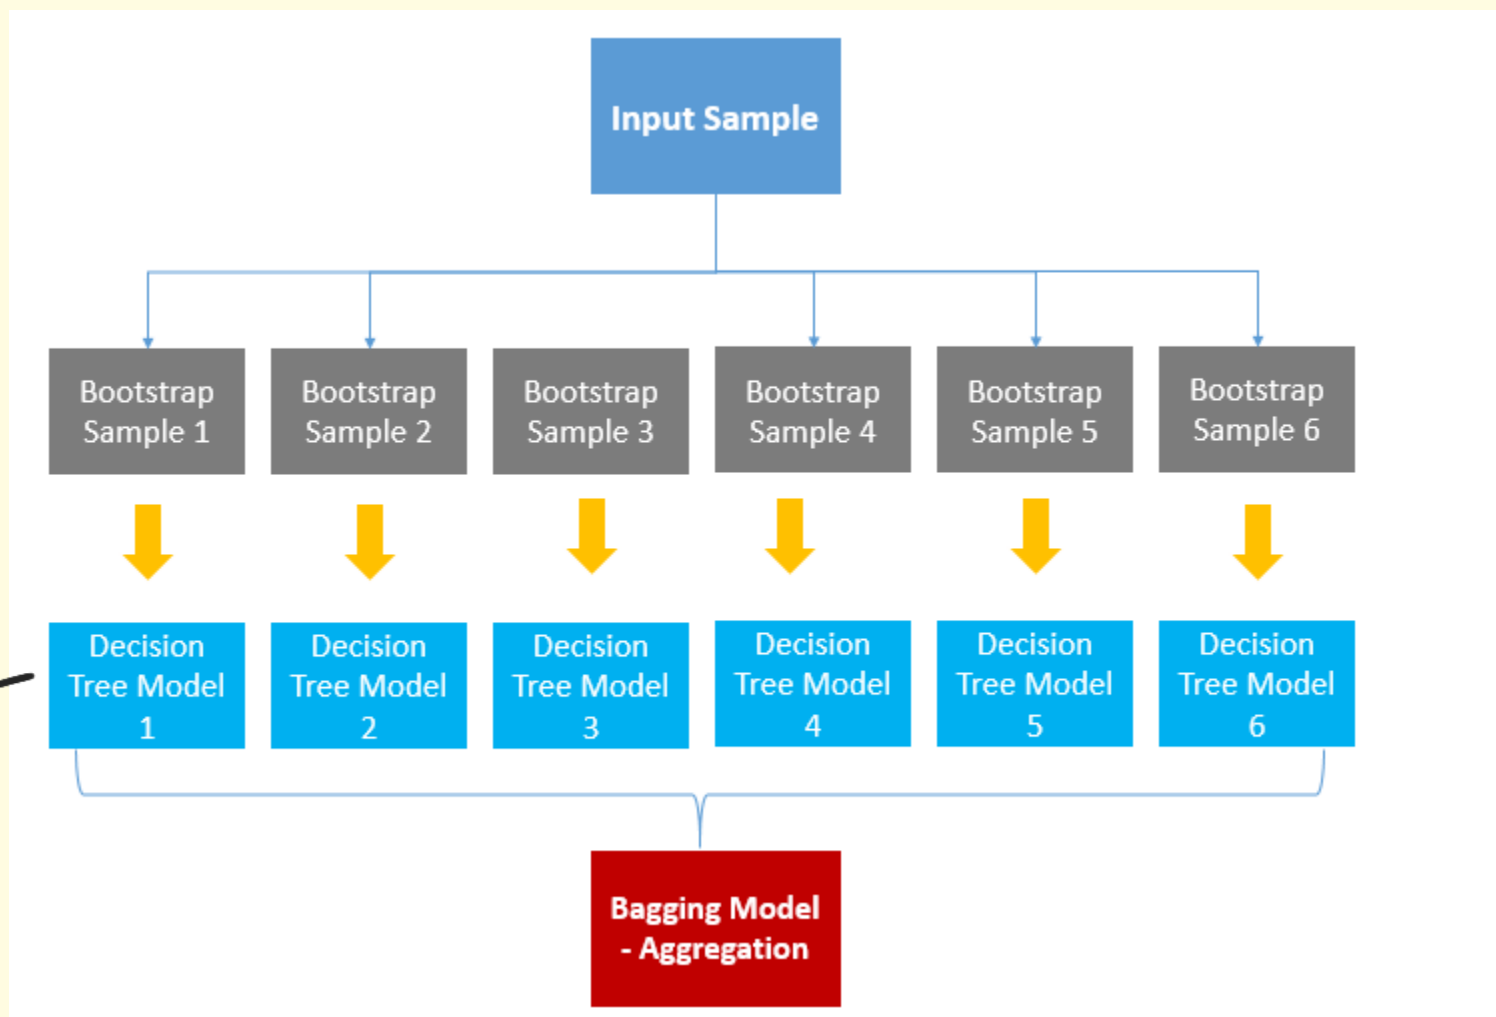 Input Sample
Bootstrap
Sample 1
Bootstrap
Sample 2
Bootstrap
Sample 3
Bootstrap
Sample 4
Bootstrap
Sample 5
Bootstrap
Sample 6
Decision
Tree Model
1
Decision
Tree Model
2
Decision
Tree Model
3
Decision
Tree Model
4
Decision
Tree Model
5
Decision
Tree Model
6
Bagging Model
- Aggregation